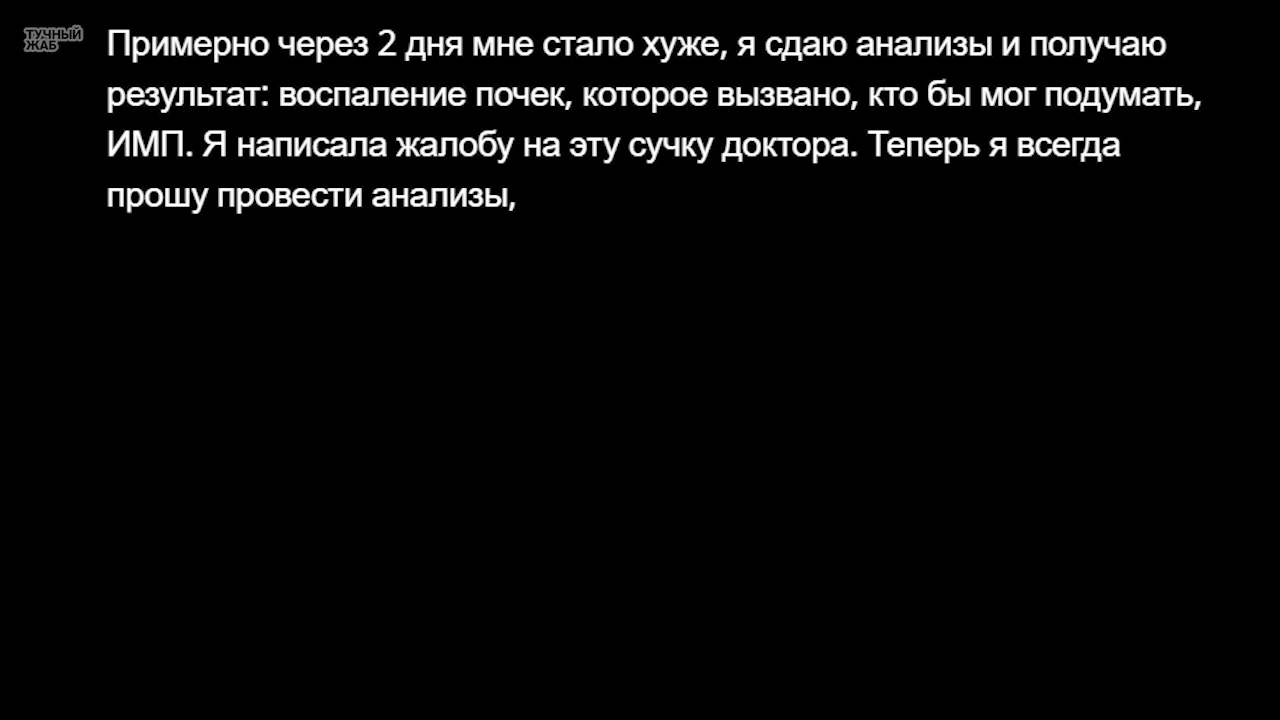 ТУЧНЫЙ
ЖАБ
Примерно через 2 дня мне стало хуже, я сдаю анализы и получаю
результат: воспаление почек, которое вызвано, кто бы мог подумать,
ИМП. Я написала жалобу на эту сучку доктора. Теперь я всегда
прошу провести анализы,